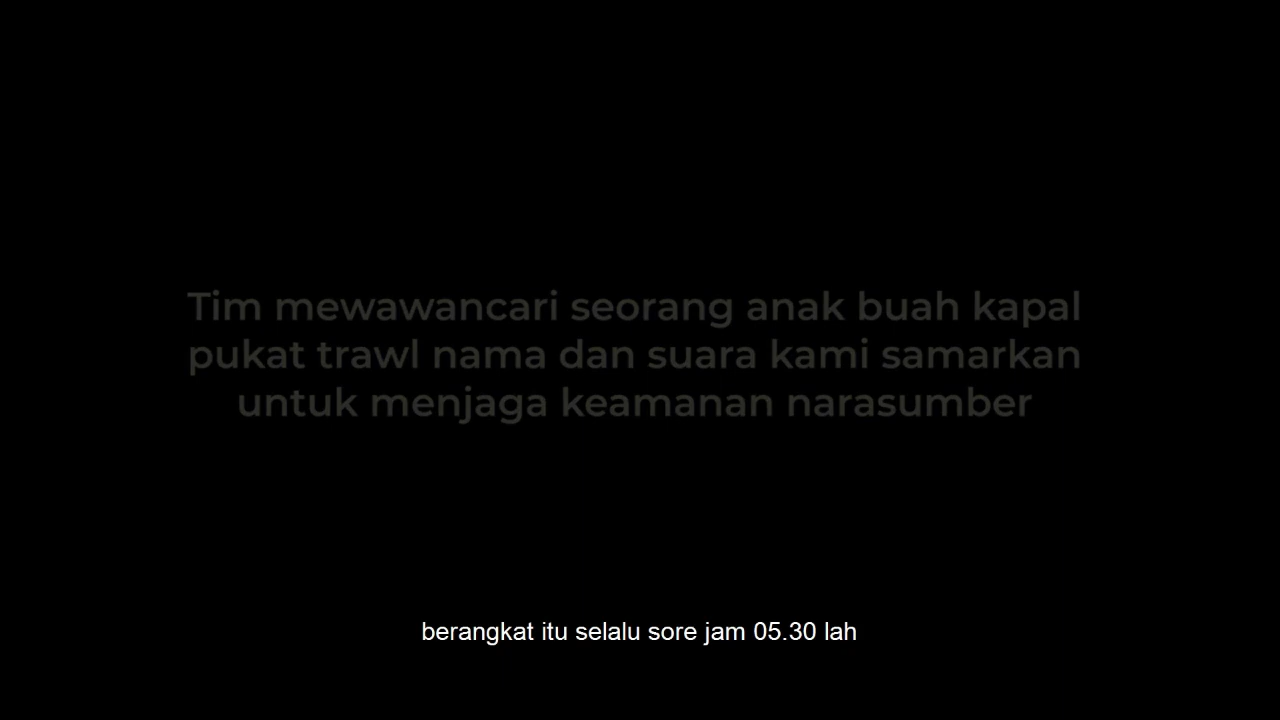 Tim mewawancari seorang anak buah kapal
pukat trawl nama dan suara kami samarkan
untuk menjaga keamanan narasumber
berangkat itu selalu sore jam 05.30 lah